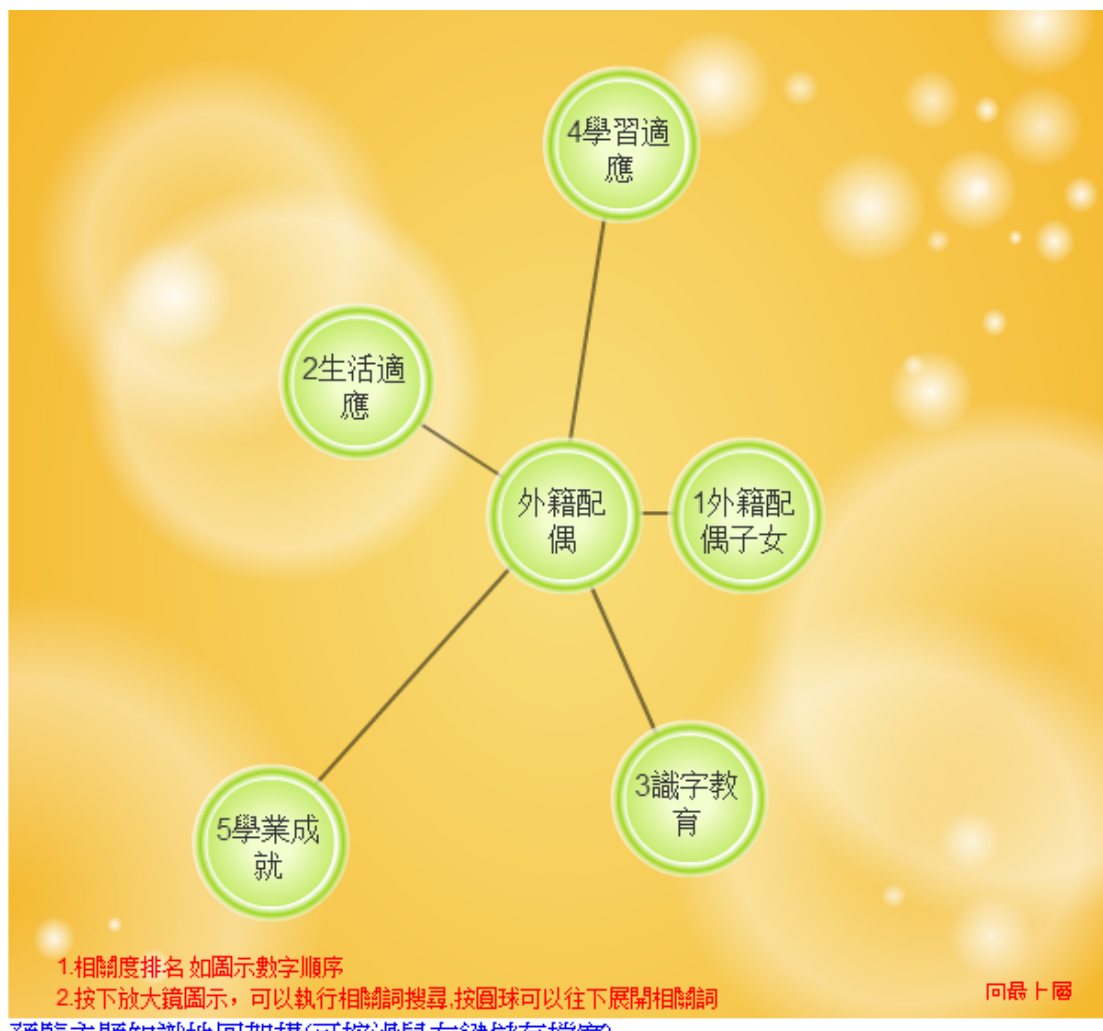 4學習適
應
2生活適
應
外籍配
偶
1外籍配
偶子女
3識字教
育
5學業成
就
1.相關度排名 如圖示數字順序
2.按下放大鏡圖示，可以執行相關詞搜尋,按圓球可以往下展開相關詞
回最上層